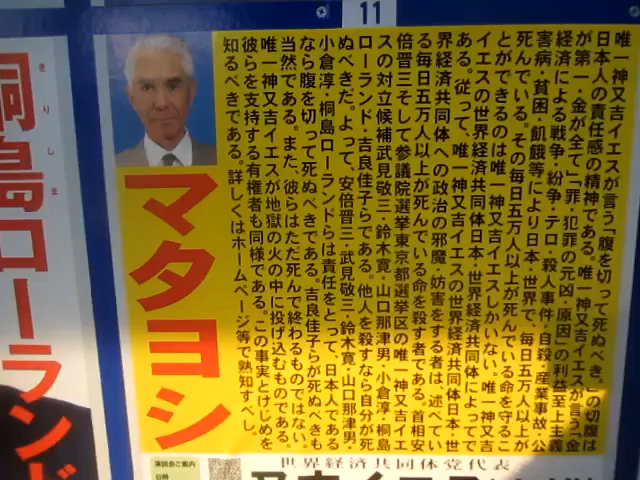 11
唯一神又吉イエスが言う「腹を切って死ぬべき」の切腹は
日本人の責任感の精神である。唯一神又吉イエスが言う「金
が第一・金が全て」「罪・犯罪の元凶・原因」の利益至上主義
経済による戦争・紛争・テロ・殺人事件・自殺・産業事故・公
害病・貧困・飢餓等により日本・世界で、毎日五万人以上が
死んでいる。その毎日五万人以上が死んでいる命を守るこ
とができるのは唯一神又吉イエスしかいない。唯一神又吉
イエスの世界経済共同体日本・世界経済共同体によってで
ある。従って、唯一神又吉イエスの世界経済共同体日本・世
界経済共同体への政治の邪魔・妨害をする者は、述べてい
る毎日五万人以上が死んでいる命を殺す者である。首相安
倍晋三そして参議院選挙東京都選挙区の唯一神又吉イエ
スの対立候補武見敬三・鈴木寛・山口那津男・小倉淳・桐島
ローランド・吉良佳子らである。他人を殺すなら自分が死
ぬべきだ。よって、安倍晋三・武見敬三・鈴木寛・山口那津男・
小倉淳・桐島ローランドらは責任をとって、日本人である
なら腹を切って死ぬべきである。吉良佳子らが死ぬべきも
当然である。また、彼らはただ死んで終わるものではない。
唯一神又吉イエスが地獄の火の中に投げ込むものである。
彼らを支持する有権者も同様である。この事実とけじめを
知るべきである。詳しくはホームページ等で熟知すべし。
マタヨシ
世界経済共同体党代表
演説会ご案内
日時
きりしま
桐島ローランド